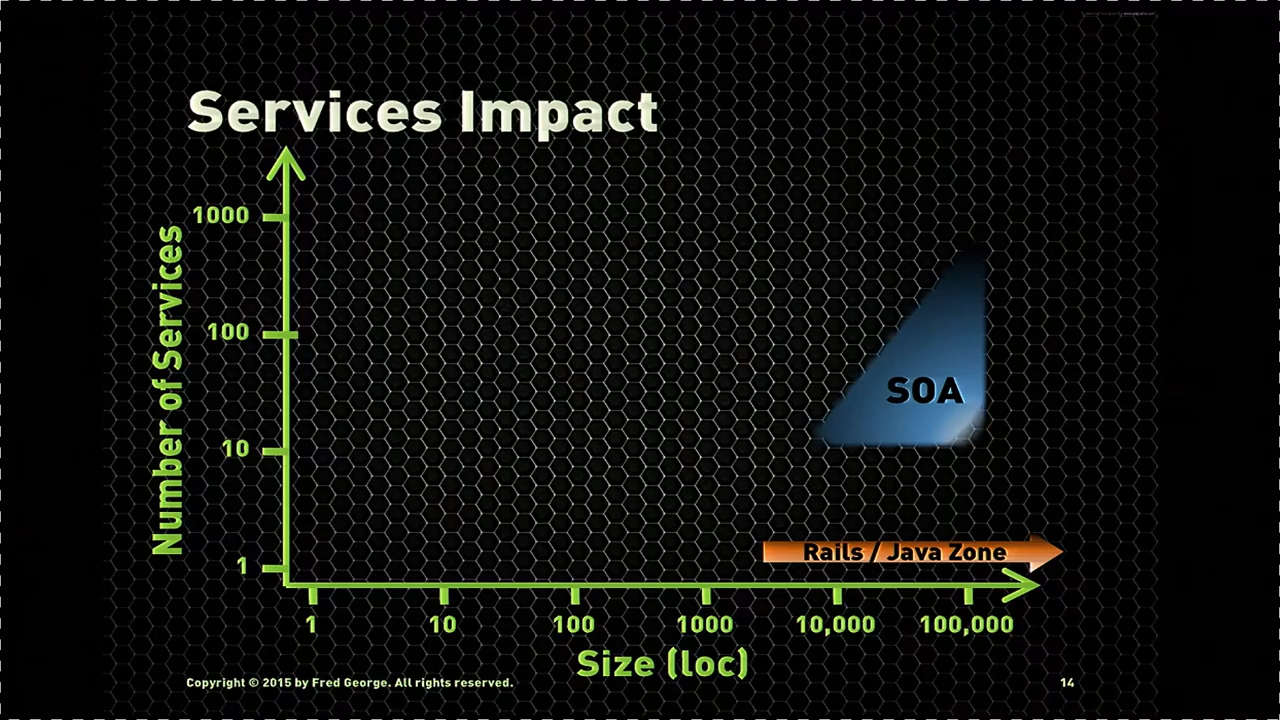 Services Impact
Number of Services
1000
100
10
1
SOA
Rails / Java Zone
1
10
100
1000
10,000
100,000
Size (loc)
Copyright © 2015 by Fred George. All rights reserved.
14